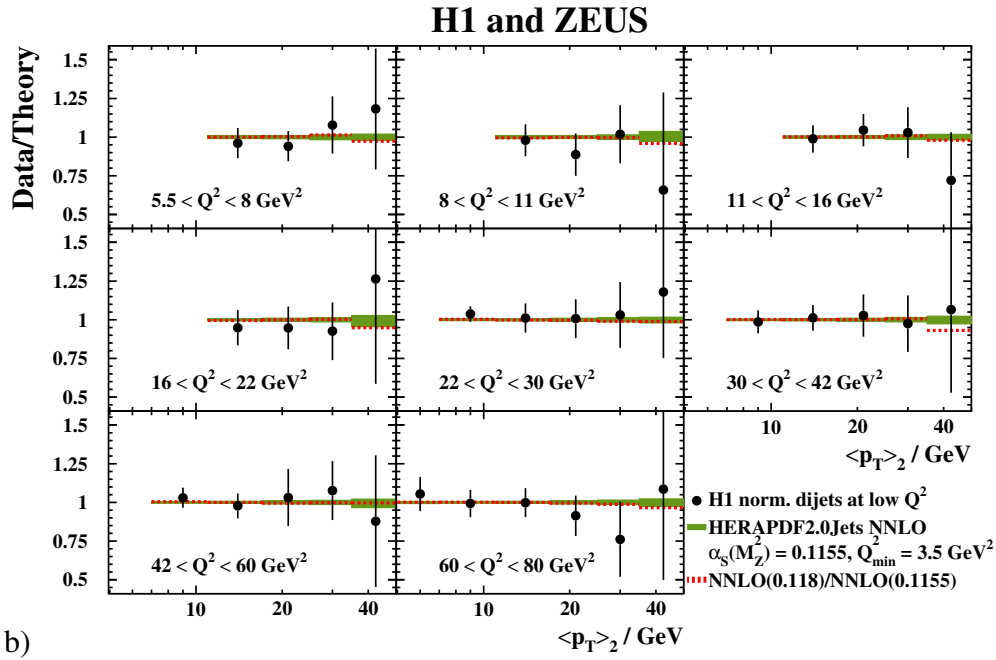 H1 and ZEUS
Data/Theory
1.5
1.25
1
0.75
0.5
5.5 < Q² < 8 GeV²
8 < Q² < 11 GeV²
11 < Q² < 16 GeV²
1.5
1.25
1
0.75
0.5
16 < Q² < 22 GeV²
22 < Q² < 30 GeV²
30 < Q² < 42 GeV²
10 20 40
<p_T>₂ / GeV
1.5
1.25
1
0.75
0.5
42 < Q² < 60 GeV²
60 < Q² < 80 GeV²
10 20 40
10 20 40
<p_T>₂ / GeV
H1 norm. dijets at low Q²
HERAPDF2.0Jets NNLO
α_S(M_Z²) = 0.1155, Q²_min = 3.5 GeV²
NNLO(0.118)/NNLO(0.1155)
b)